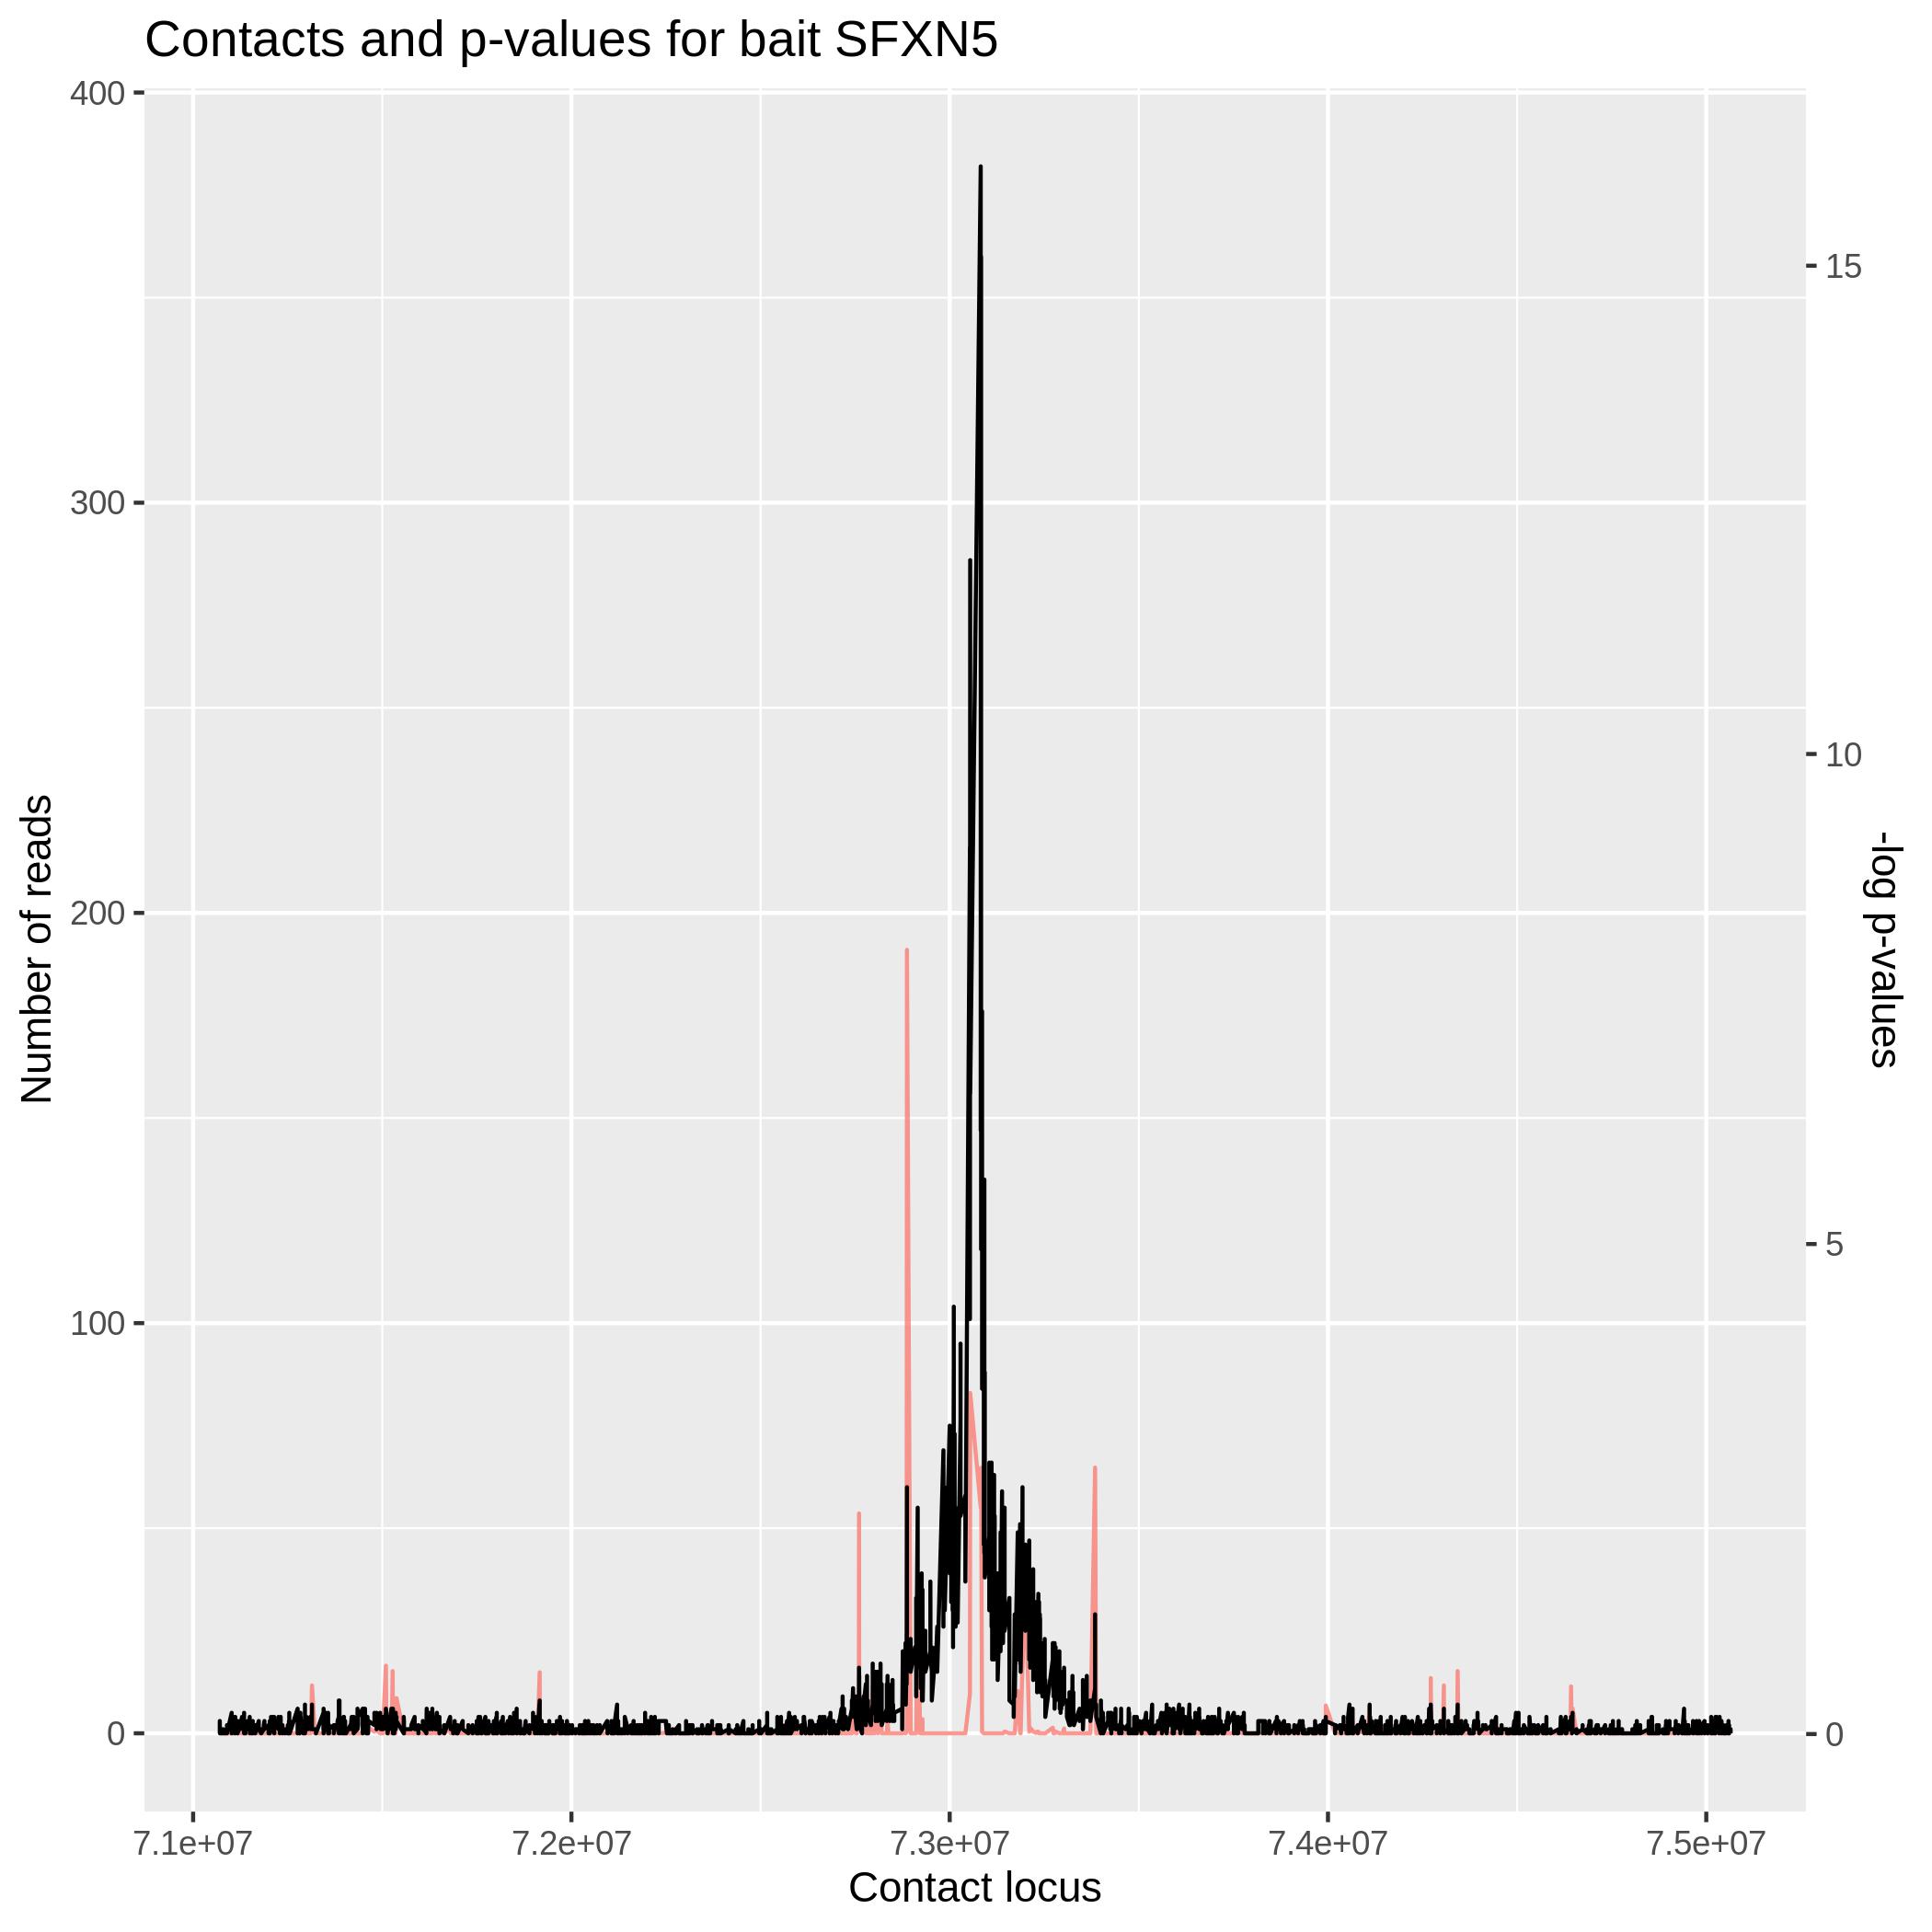 Contacts and p-values for bait SFXN5
400
300
200
100
0
Number of reads
15
10
5
0
-log p-values
7.1e+07
7.2e+07
7.3e+07
7.4e+07
7.5e+07
Contact locus